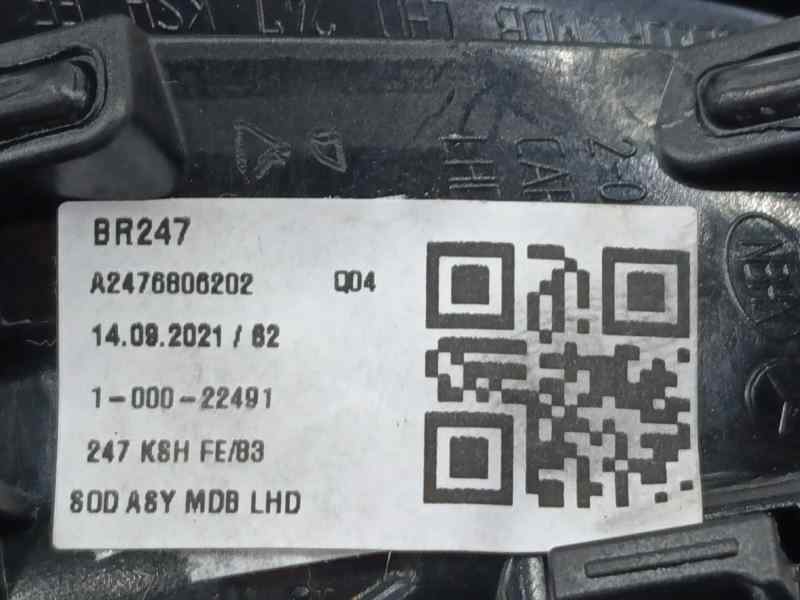 BR247
A2476806202 Q04
14.09.2021 / 62
1-000-22491
247 KSH FE/B3
SOD ASY MDB LHD